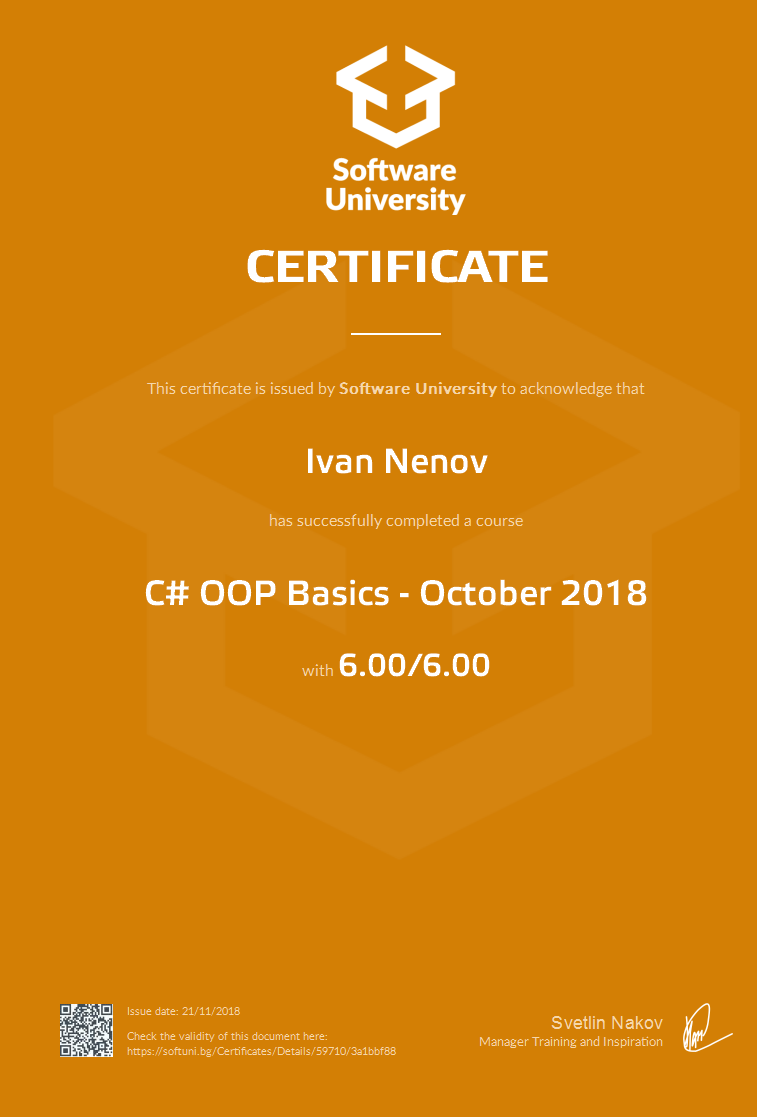 Software
University
CERTIFICATE
This certificate is issued by Software University to acknowledge that
Ivan Nenov
has successfully completed a course
C# OOP Basics - October 2018
with 6.00/6.00
Issue date: 21/11/2018
Check the validity of this document here:
https://softuni.bg/Certificates/Details/59710/3a1bbf88
Svetlin Nakov
Manager Training and Inspiration